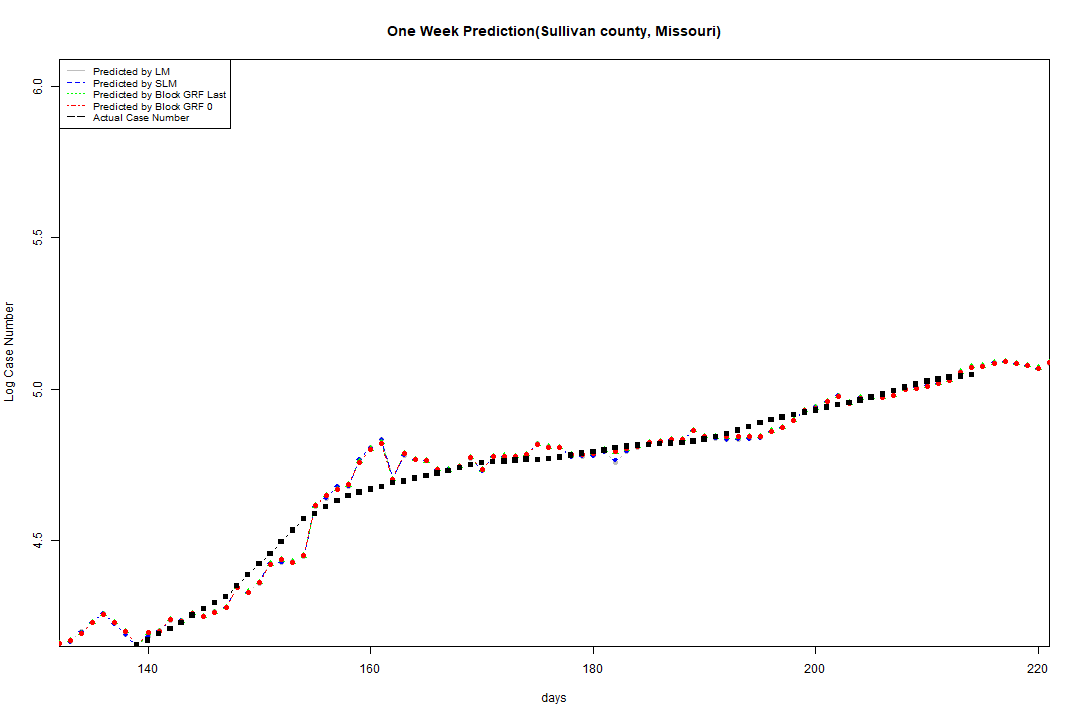 One Week Prediction(Sullivan county, Missouri)
Predicted by LM
Predicted by SLM
Predicted by Block GRF Last
Predicted by Block GRF 0
Actual Case Number
6.0
5.5
5.0
4.5
Log Case Number
140 160 180 200 220
days